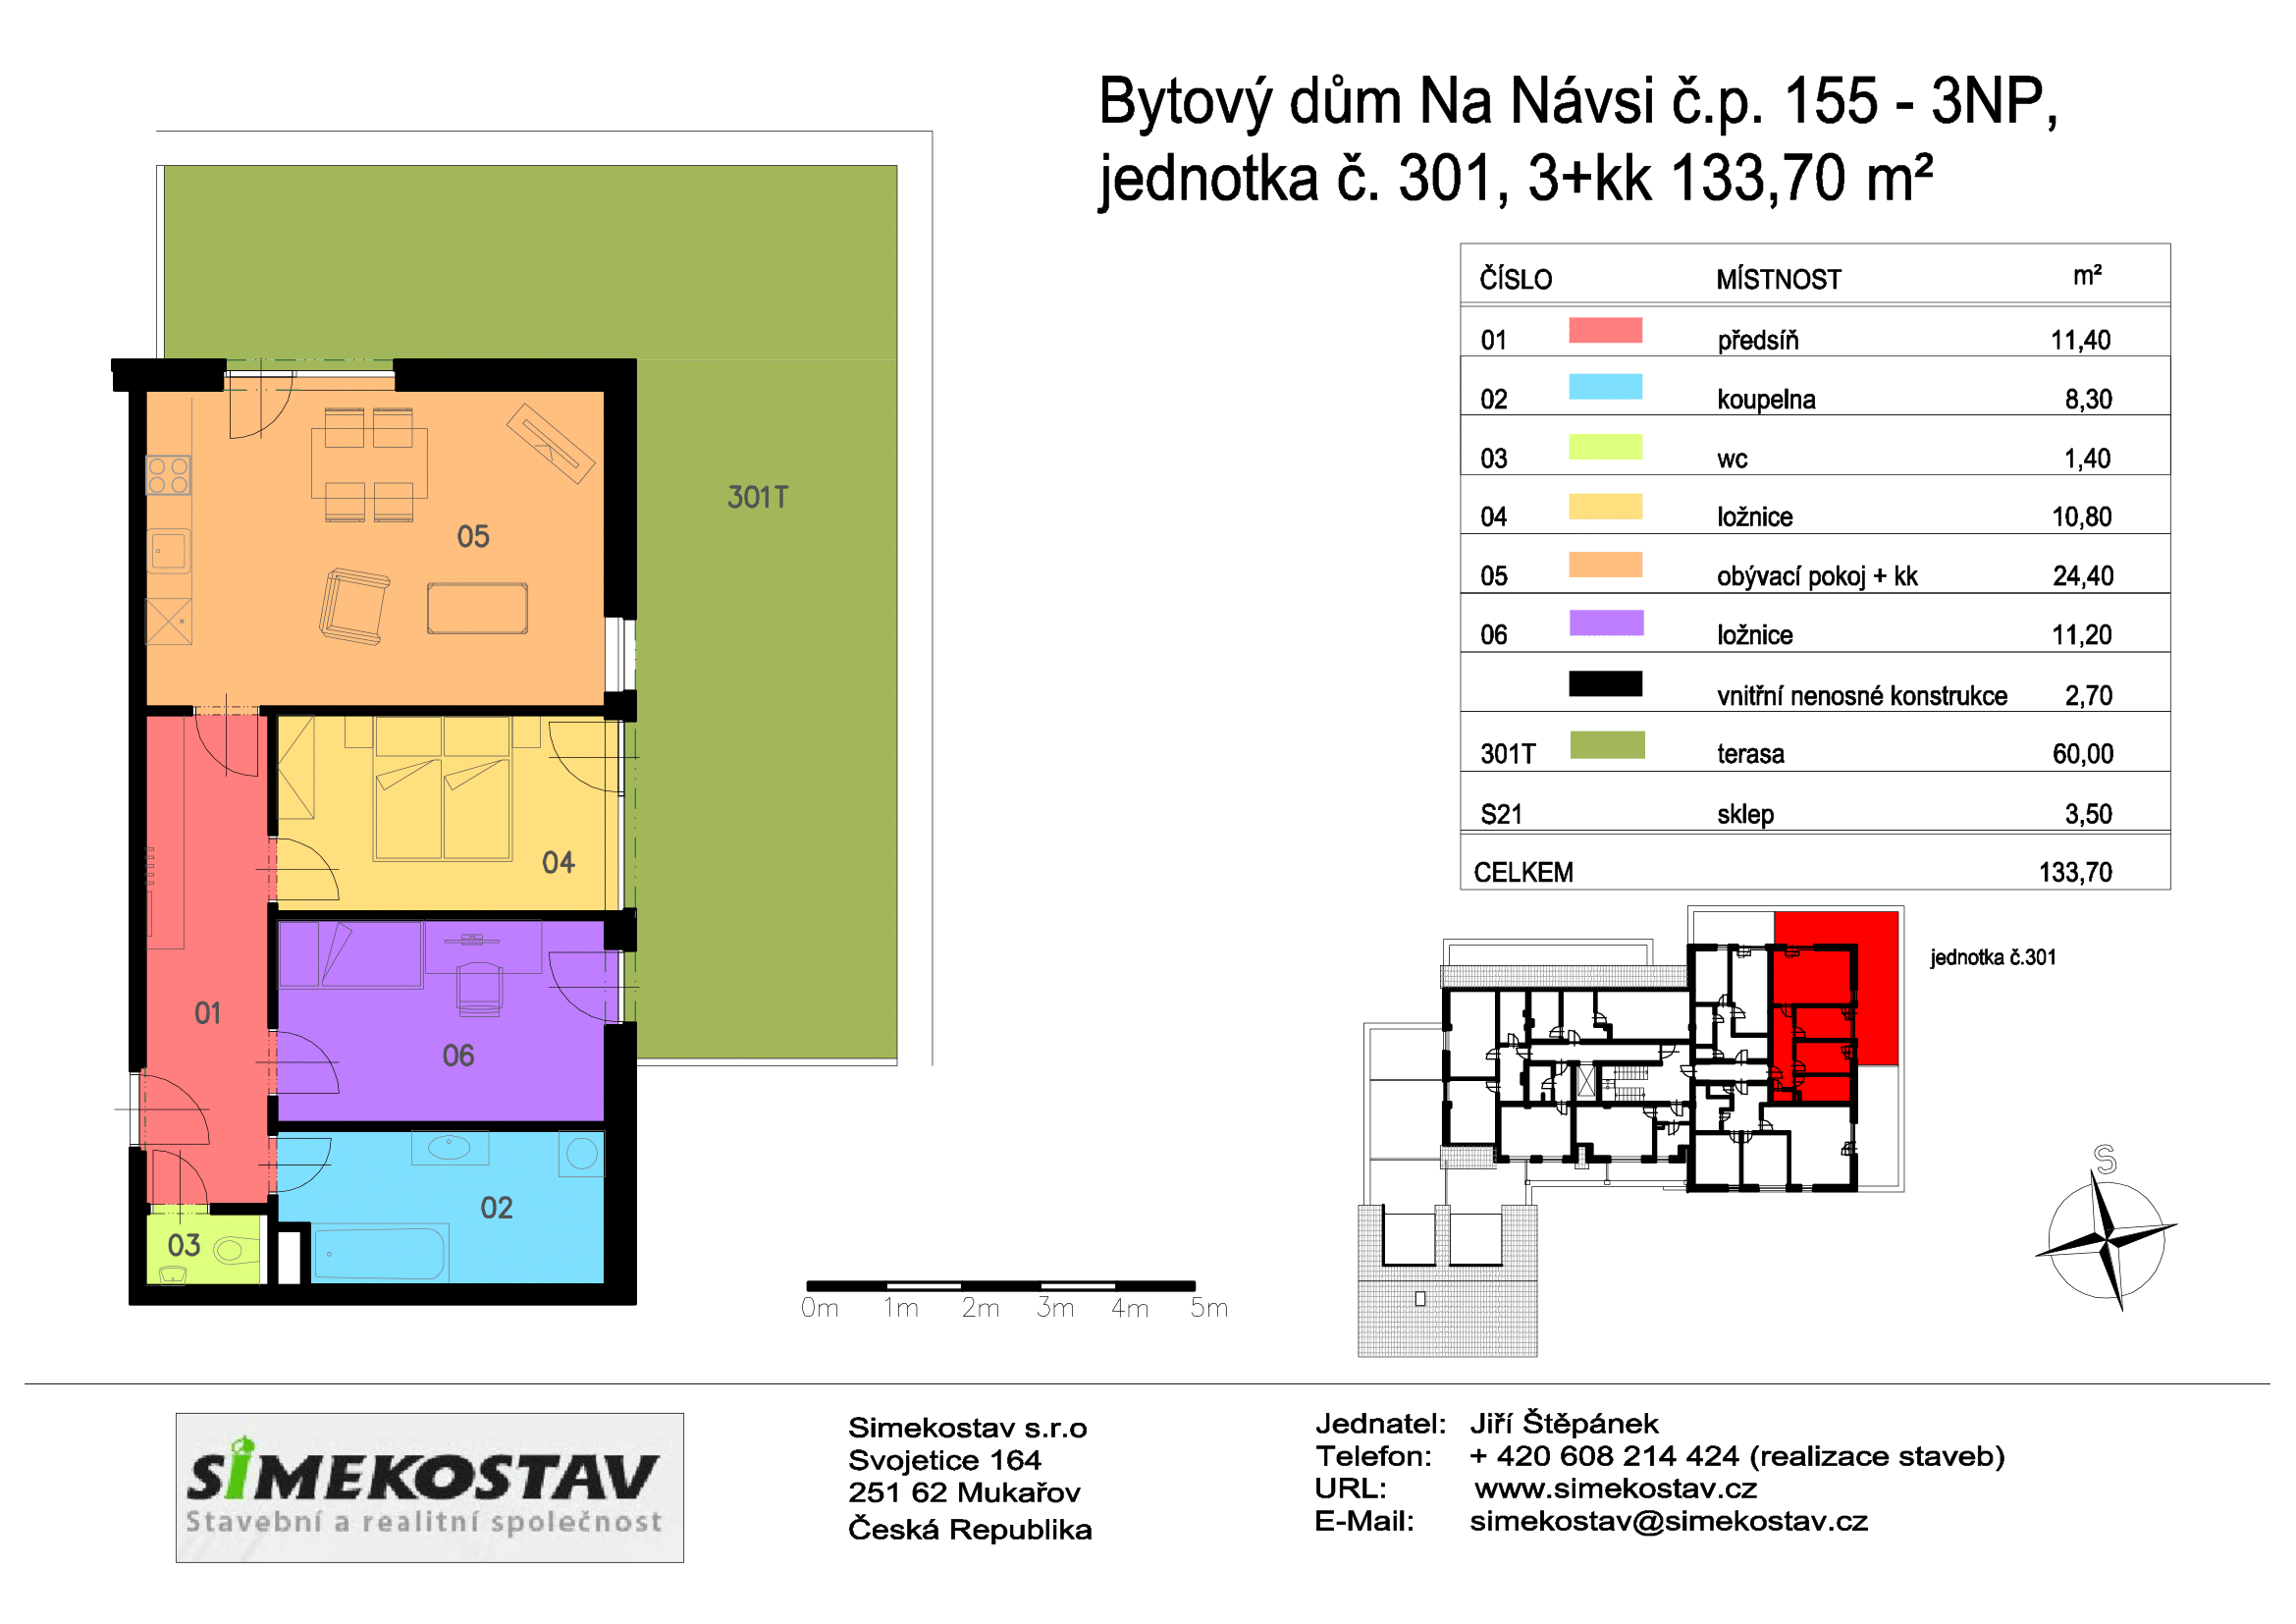 Bytový dům Na Návsi č.p. 155 - 3NP,
jednotka č. 301, 3+kk 133,70 m²
ČÍSLO MÍSTNOST m²
01 předsíň 11,40
02 koupelna 8,30
03 wc 1,40
04 ložnice 10,80
05 obývací pokoj + kk 24,40
06 ložnice 11,20
vnitřní nenosné konstrukce 2,70
301T terasa 60,00
S21 sklep 3,50
CELKEM 133,70
301T
05
04
01
06
02
03
0m 1m 2m 3m 4m 5m
jednotka č.301
S
SIMEKOSTAV
Stavební a realitní společnost
Simekostav s.r.o
Svojetice 164
251 62 Mukařov
Česká Republika
Jednatel: Jiří Štěpánek
Telefon: + 420 608 214 424 (realizace staveb)
URL: www.simekostav.cz
E-Mail: simekostav@simekostav.cz